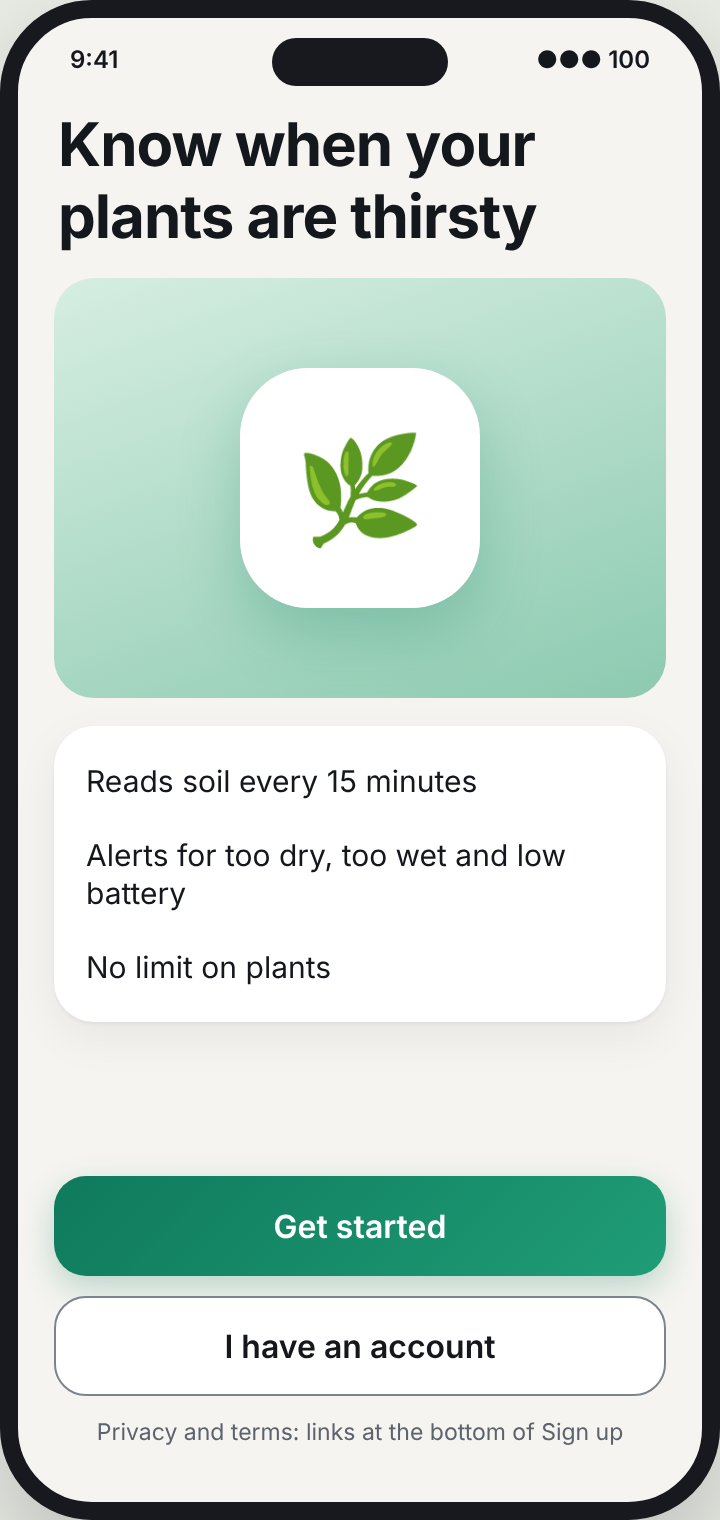 9:41
100
Know when your
plants are thirsty
Reads soil every 15 minutes
Alerts for too dry, too wet and low
battery
No limit on plants
Get started
I have an account
Privacy and terms: links at the bottom of Sign up